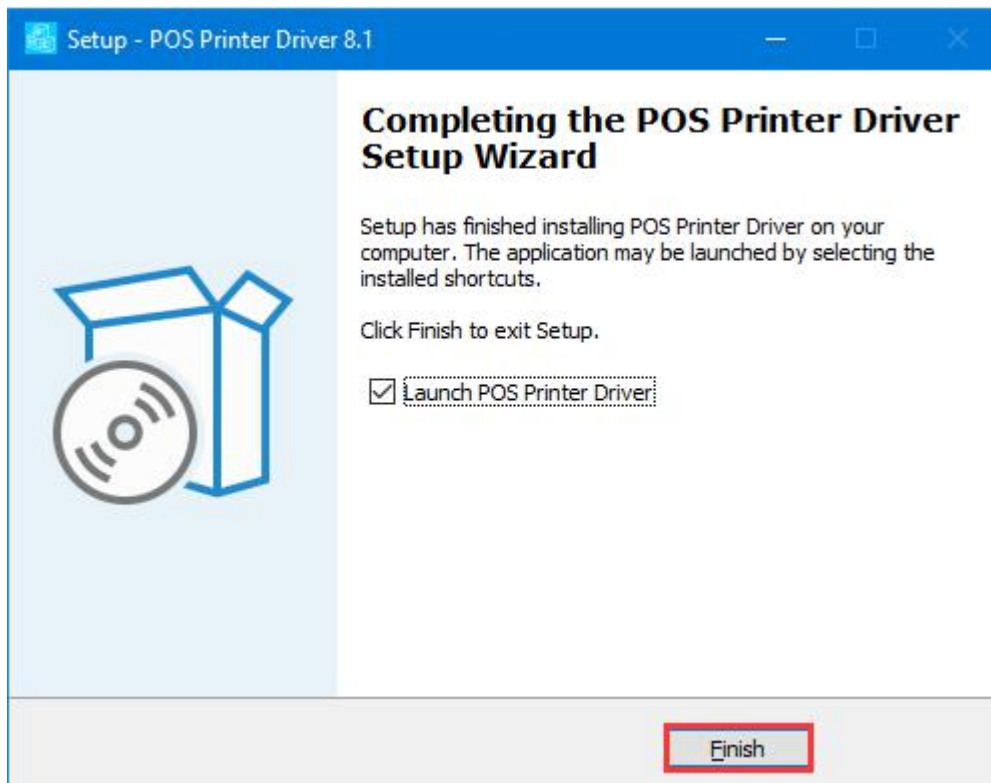 Setup - POS Printer Driver 8.1
Completing the POS Printer Driver
Setup Wizard
Setup has finished installing POS Printer Driver on your
computer. The application may be launched by selecting the
installed shortcuts.
Click Finish to exit Setup.
Launch POS Printer Driver
Finish